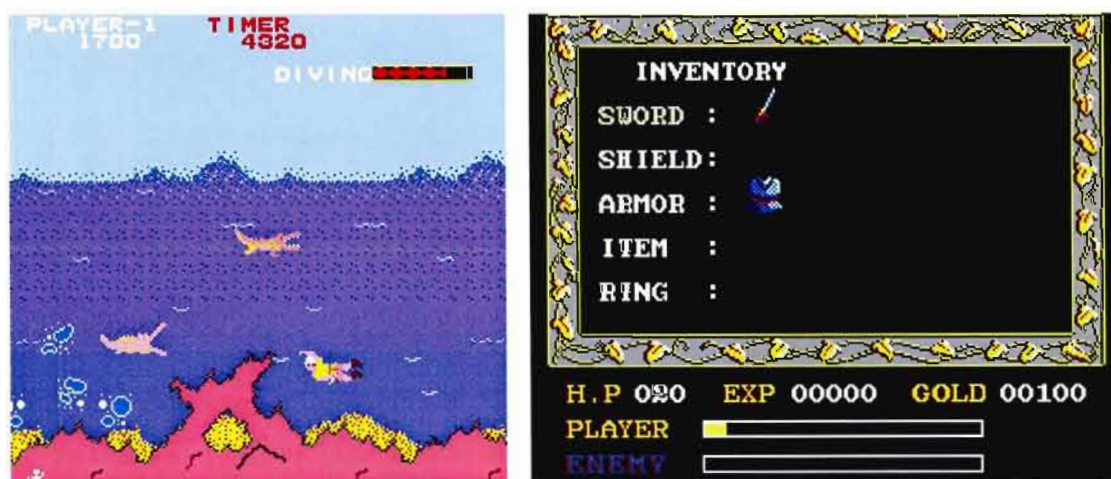 PLAYER-1
1700
TIMER
4320
DIVING
INVENTORY
SWORD :
SHIELD:
ARMOR :
ITEM :
RING :
H.P 020 EXP 00000 GOLD 00100
PLAYER
ENEMY